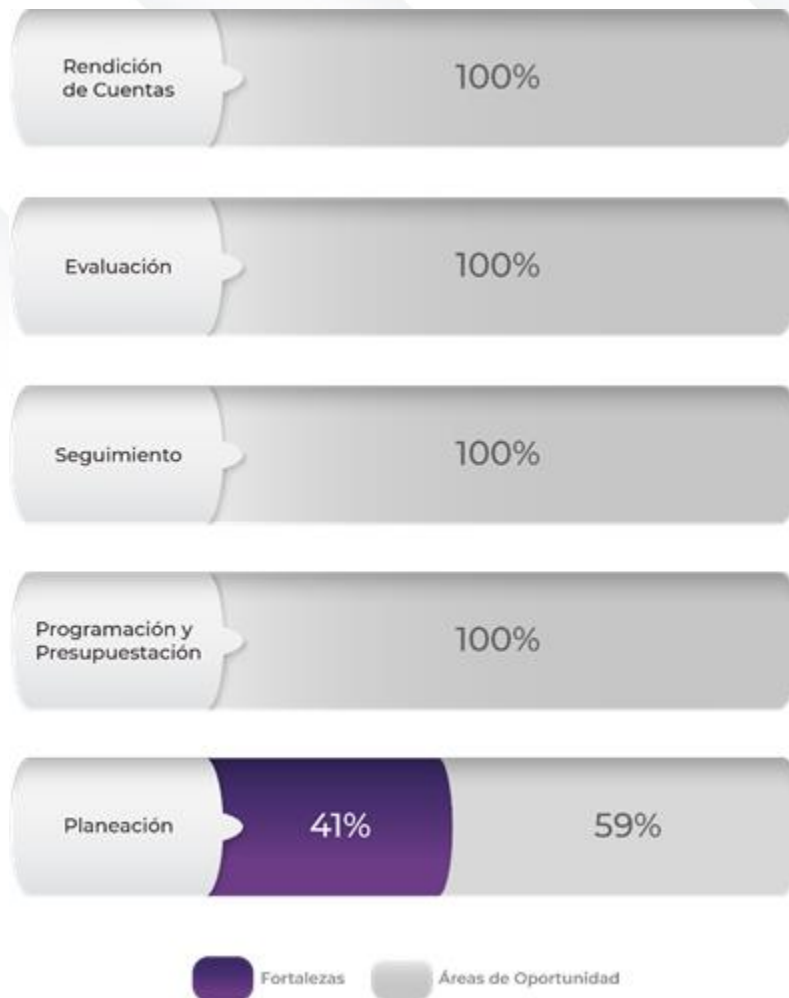 Rendición
de Cuentas
100%
Evaluación
100%
Seguimiento
100%
Programación y
Presupuestación
100%
Planeación
41%
59%
Fortalezas
Áreas de Oportunidad